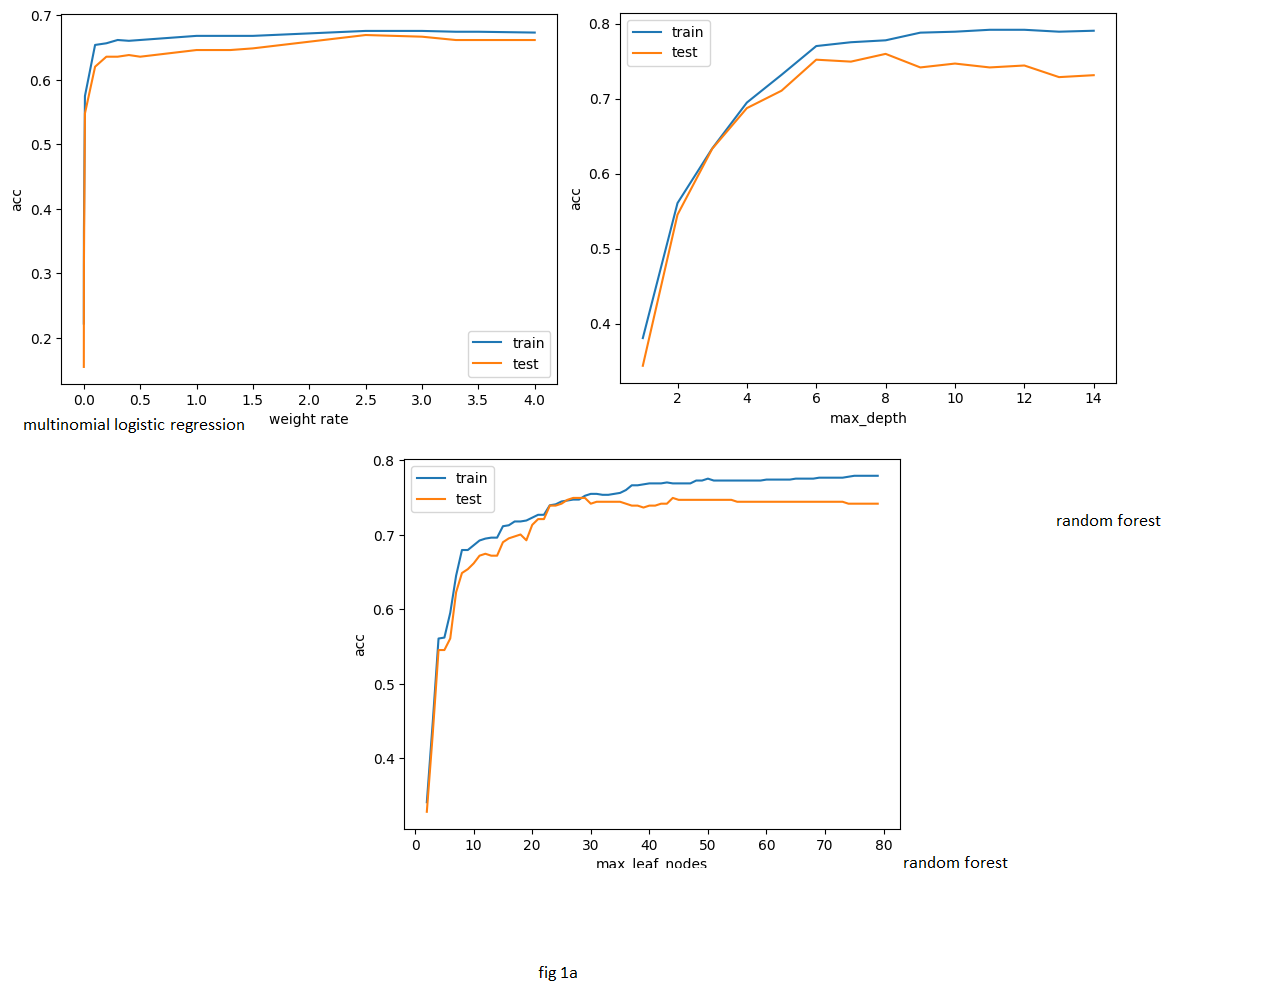 0.7
0.6
0.5
0.4
0.3
0.2
acc
train
test
0.0 0.5 1.0 1.5 2.0 2.5 3.0 3.5 4.0
weight rate
multinomial logistic regression
train
test
0.8
0.7
0.6
0.5
0.4
acc
2 4 6 8 10 12 14
max_depth
train
test
0.8
0.7
0.6
0.5
0.4
acc
0 10 20 30 40 50 60 70 80
max_leaf_nodes
random forest
random forest
fig 1a